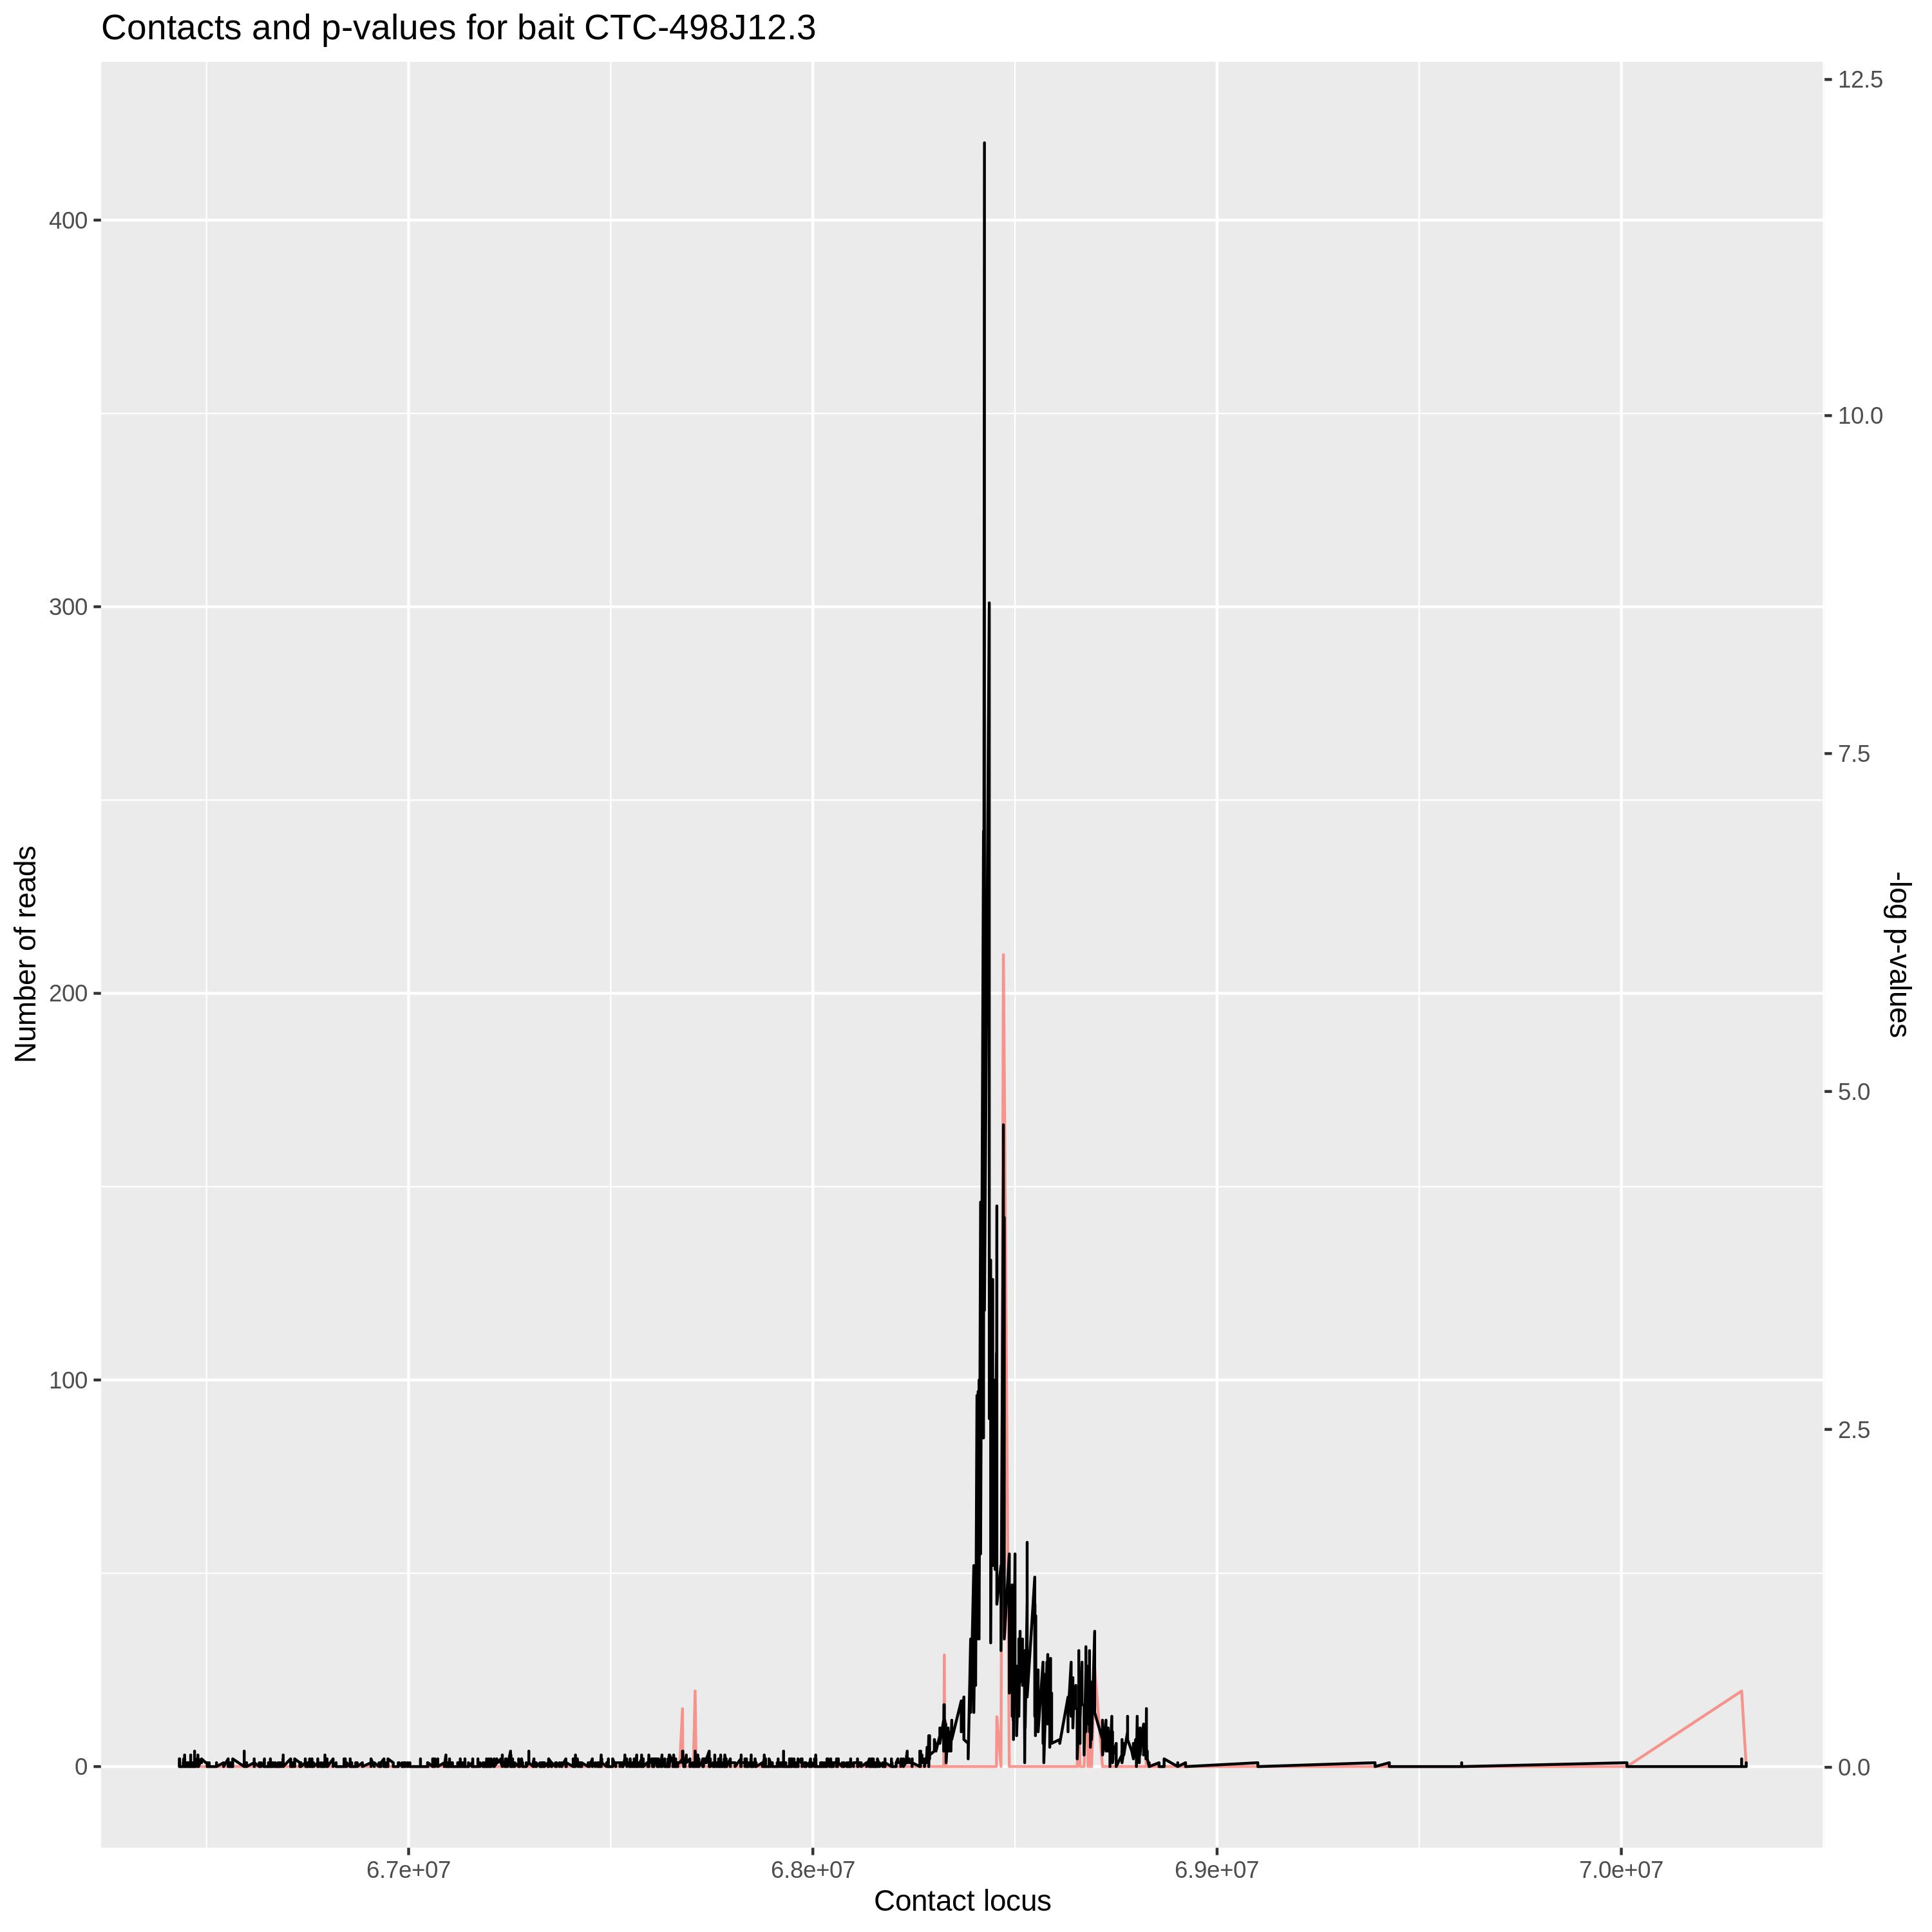 Contacts and p-values for bait CTC-498J12.3
400
300
200
100
0
Number of reads
12.5
10.0
7.5
5.0
2.5
0.0
-log p-values
6.7e+07
6.8e+07
6.9e+07
7.0e+07
Contact locus